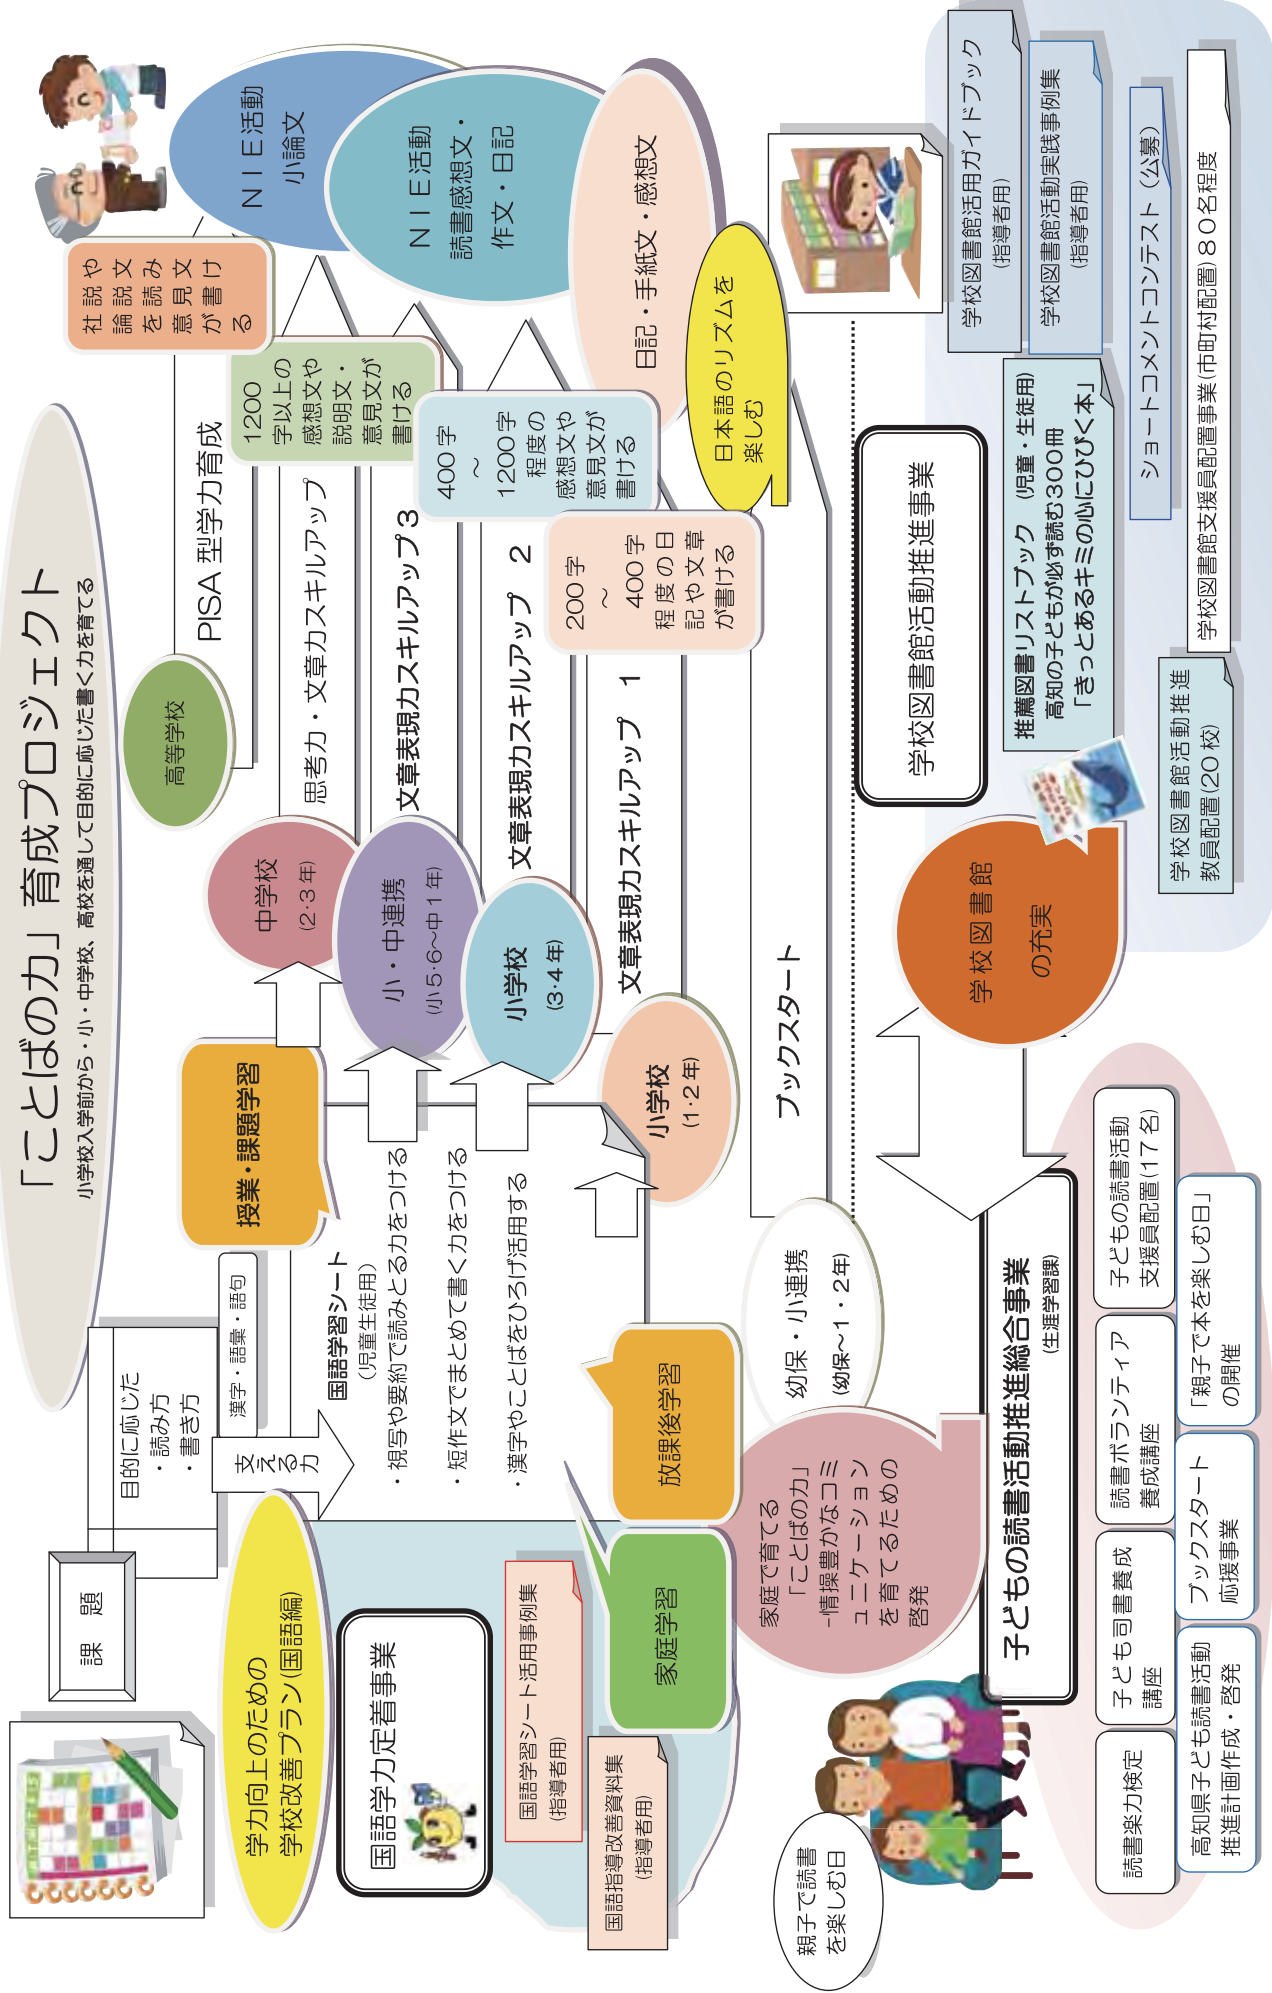 「ことばの力」育成プロジェクト
小学校入学前から・小・中学校、高校を通して目的に応じた書く力を育てる
課　題
目的に応じた
・読み方
・書き方
漢字・語彙・語句
支える力
学力向上のための
学校改善プラン(国語編)
国語学力定着事業
国語学習シート活用事例集
(指導者用)
国語指導改善資料集
(指導者用)
授業・課題学習
国語学習シート
（児童生徒用）
・視写や要約で読みとる力をつける
・短作文でまとめて書く力をつける
・漢字やことばをひろげ活用する
放課後学習
家庭学習
高等学校
PISA 型学力育成
社説や
論説文
を読み
意見文
が書け
る
ＮＩＥ活動
小論文
中学校
(2・3 年)
思考力・文章力スキルアップ
1200
字以上の
感想文や
説明文・
意見文が
書ける
小・中連携
(小５・６～中１年)
文章表現力スキルアップ３
400字
～
1200字
程度の
感想文や
意見文が
書ける
ＮＩＥ活動
読書感想文・
作文・日記
小学校
(3・4 年)
文章表現力スキルアップ　２
200字
～
400字
程度の日
記や文章
が書ける
日記・手紙文・感想文
小学校
(1・2 年)
文章表現力スキルアップ　１
日本語のリズムを
楽しむ
幼保・小連携
(幼保～１・２年)
ブックスタート
家庭で育てる
「ことばの力」
−情操豊かなコミ
ュニケーション
を育てるための
啓発
親子で読書
を楽しむ日
学校図書館
の充実
学校図書館活動推進事業
学校図書館活用ガイドブック
(指導者用)
学校図書館活動実践事例集
(指導者用)
推薦図書リストブック　(児童・生徒用)
高知の子どもが必ず読む300冊
「きっとあるキミの心にひびく本」
ショートコメントコンテスト（公募）
学校図書館活動推進
教員配置(20 校)
学校図書館支援員配置事業(市町村配置)８０名程度
子どもの読書活動推進総合事業
(生涯学習課)
読書楽力検定
子ども司書養成
講座
読書ボランティア
養成講座
子どもの読書活動
支援員配置(17名)
高知県子ども読書活動
推進計画作成・啓発
ブックスタート
応援事業
「親子で本を楽しむ日」
の開催